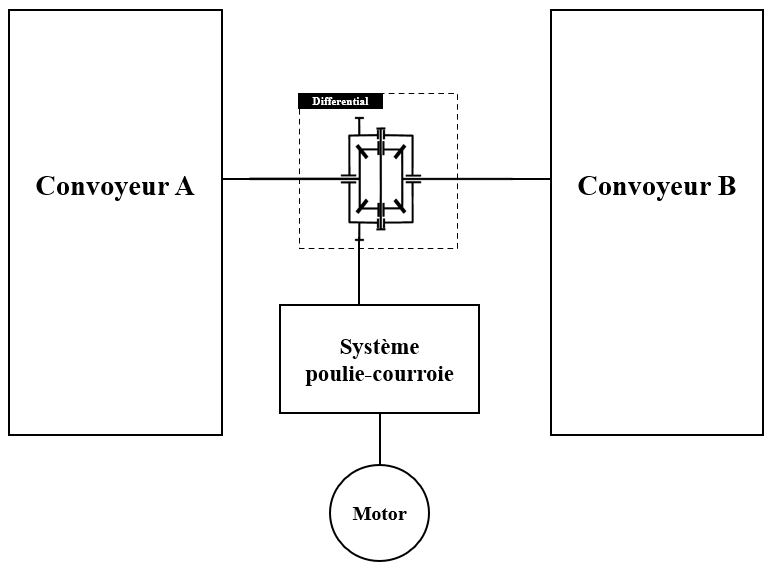 Differential
Convoyeur A
Convoyeur B
Système
poulie-courroie
Motor